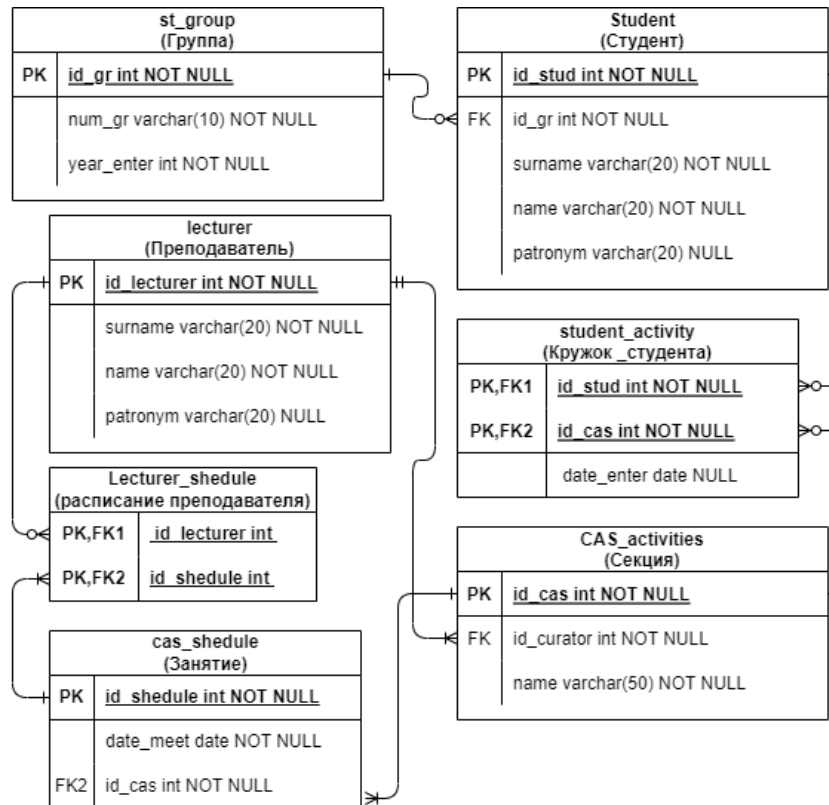 st_group
(Группа)
PK id_gr int NOT NULL
num_gr varchar(10) NOT NULL
year_enter int NOT NULL
Student
(Студент)
PK id_stud int NOT NULL
FK id_gr int NOT NULL
surname varchar(20) NOT NULL
name varchar(20) NOT NULL
patronym varchar(20) NULL
lecturer
(Преподаватель)
PK id_lecturer int NOT NULL
surname varchar(20) NOT NULL
name varchar(20) NOT NULL
patronym varchar(20) NULL
student_activity
(Кружок _студента)
PK,FK1 id_stud int NOT NULL
PK,FK2 id_cas int NOT NULL
date_enter date NULL
Lecturer_shedule
(расписание преподавателя)
PK,FK1 id_lecturer int
PK,FK2 id_shedule int
CAS_activities
(Секция)
PK id_cas int NOT NULL
FK id_curator int NOT NULL
name varchar(50) NOT NULL
cas_shedule
(Занятие)
PK id_shedule int NOT NULL
date_meet date NOT NULL
FK2 id_cas int NOT NULL